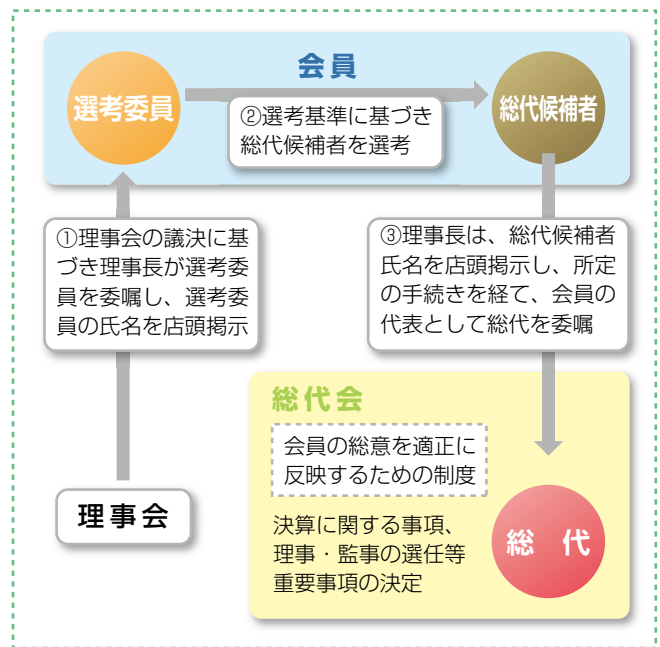 会員
選考委員
②選考基準に基づき
総代候補者を選考
総代候補者
①理事会の議決に基
づき理事長が選考委
員を委嘱し、選考委
員の氏名を店頭掲示
③理事長は、総代候補者
氏名を店頭掲示し、所定
の手続きを経て、会員の
代表として総代を委嘱
理事会
総代会
会員の総意を適正に
反映するための制度
決算に関する事項、
理事・監事の選任等
重要事項の決定
総 代